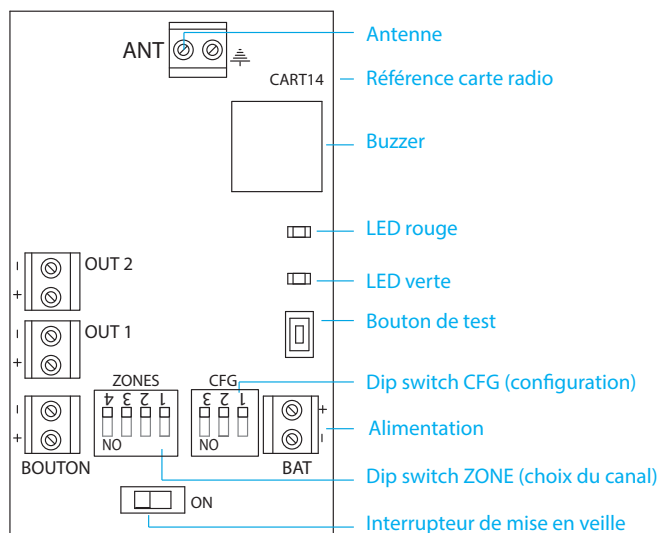 ANT
Antenne
CART14
Référence carte radio
Buzzer
LED rouge
- OUT 2
+
LED verte
- OUT 1
+
Bouton de test
ZONES
CFG
4 3 2 1
3 2 1
Dip switch CFG (configuration)
-
+
+
-
Alimentation
NO
NO
BOUTON
BAT
Dip switch ZONE (choix du canal)
ON
Interrupteur de mise en veille